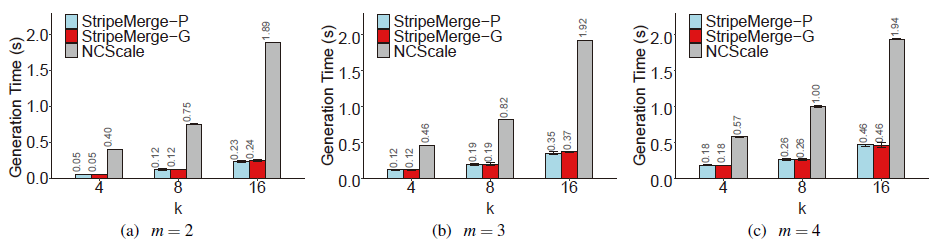 Generation Time (s)
2.0
1.5
1.0
0.5
0.0
StripeMerge-P
StripeMerge-G
NCScale
0.05
0.05
0.40
0.12
0.12
0.75
0.23
0.24
1.89
4
8
16
k
(a) m = 2
Generation Time (s)
2.0
1.5
1.0
0.5
0.0
StripeMerge-P
StripeMerge-G
NCScale
0.12
0.12
0.46
0.19
0.19
0.82
0.35
0.37
1.92
4
8
16
k
(b) m = 3
Generation Time (s)
2.0
1.5
1.0
0.5
0.0
StripeMerge-P
StripeMerge-G
NCScale
0.18
0.18
0.57
0.26
0.26
1.00
0.46
0.46
1.94
4
8
16
k
(c) m = 4